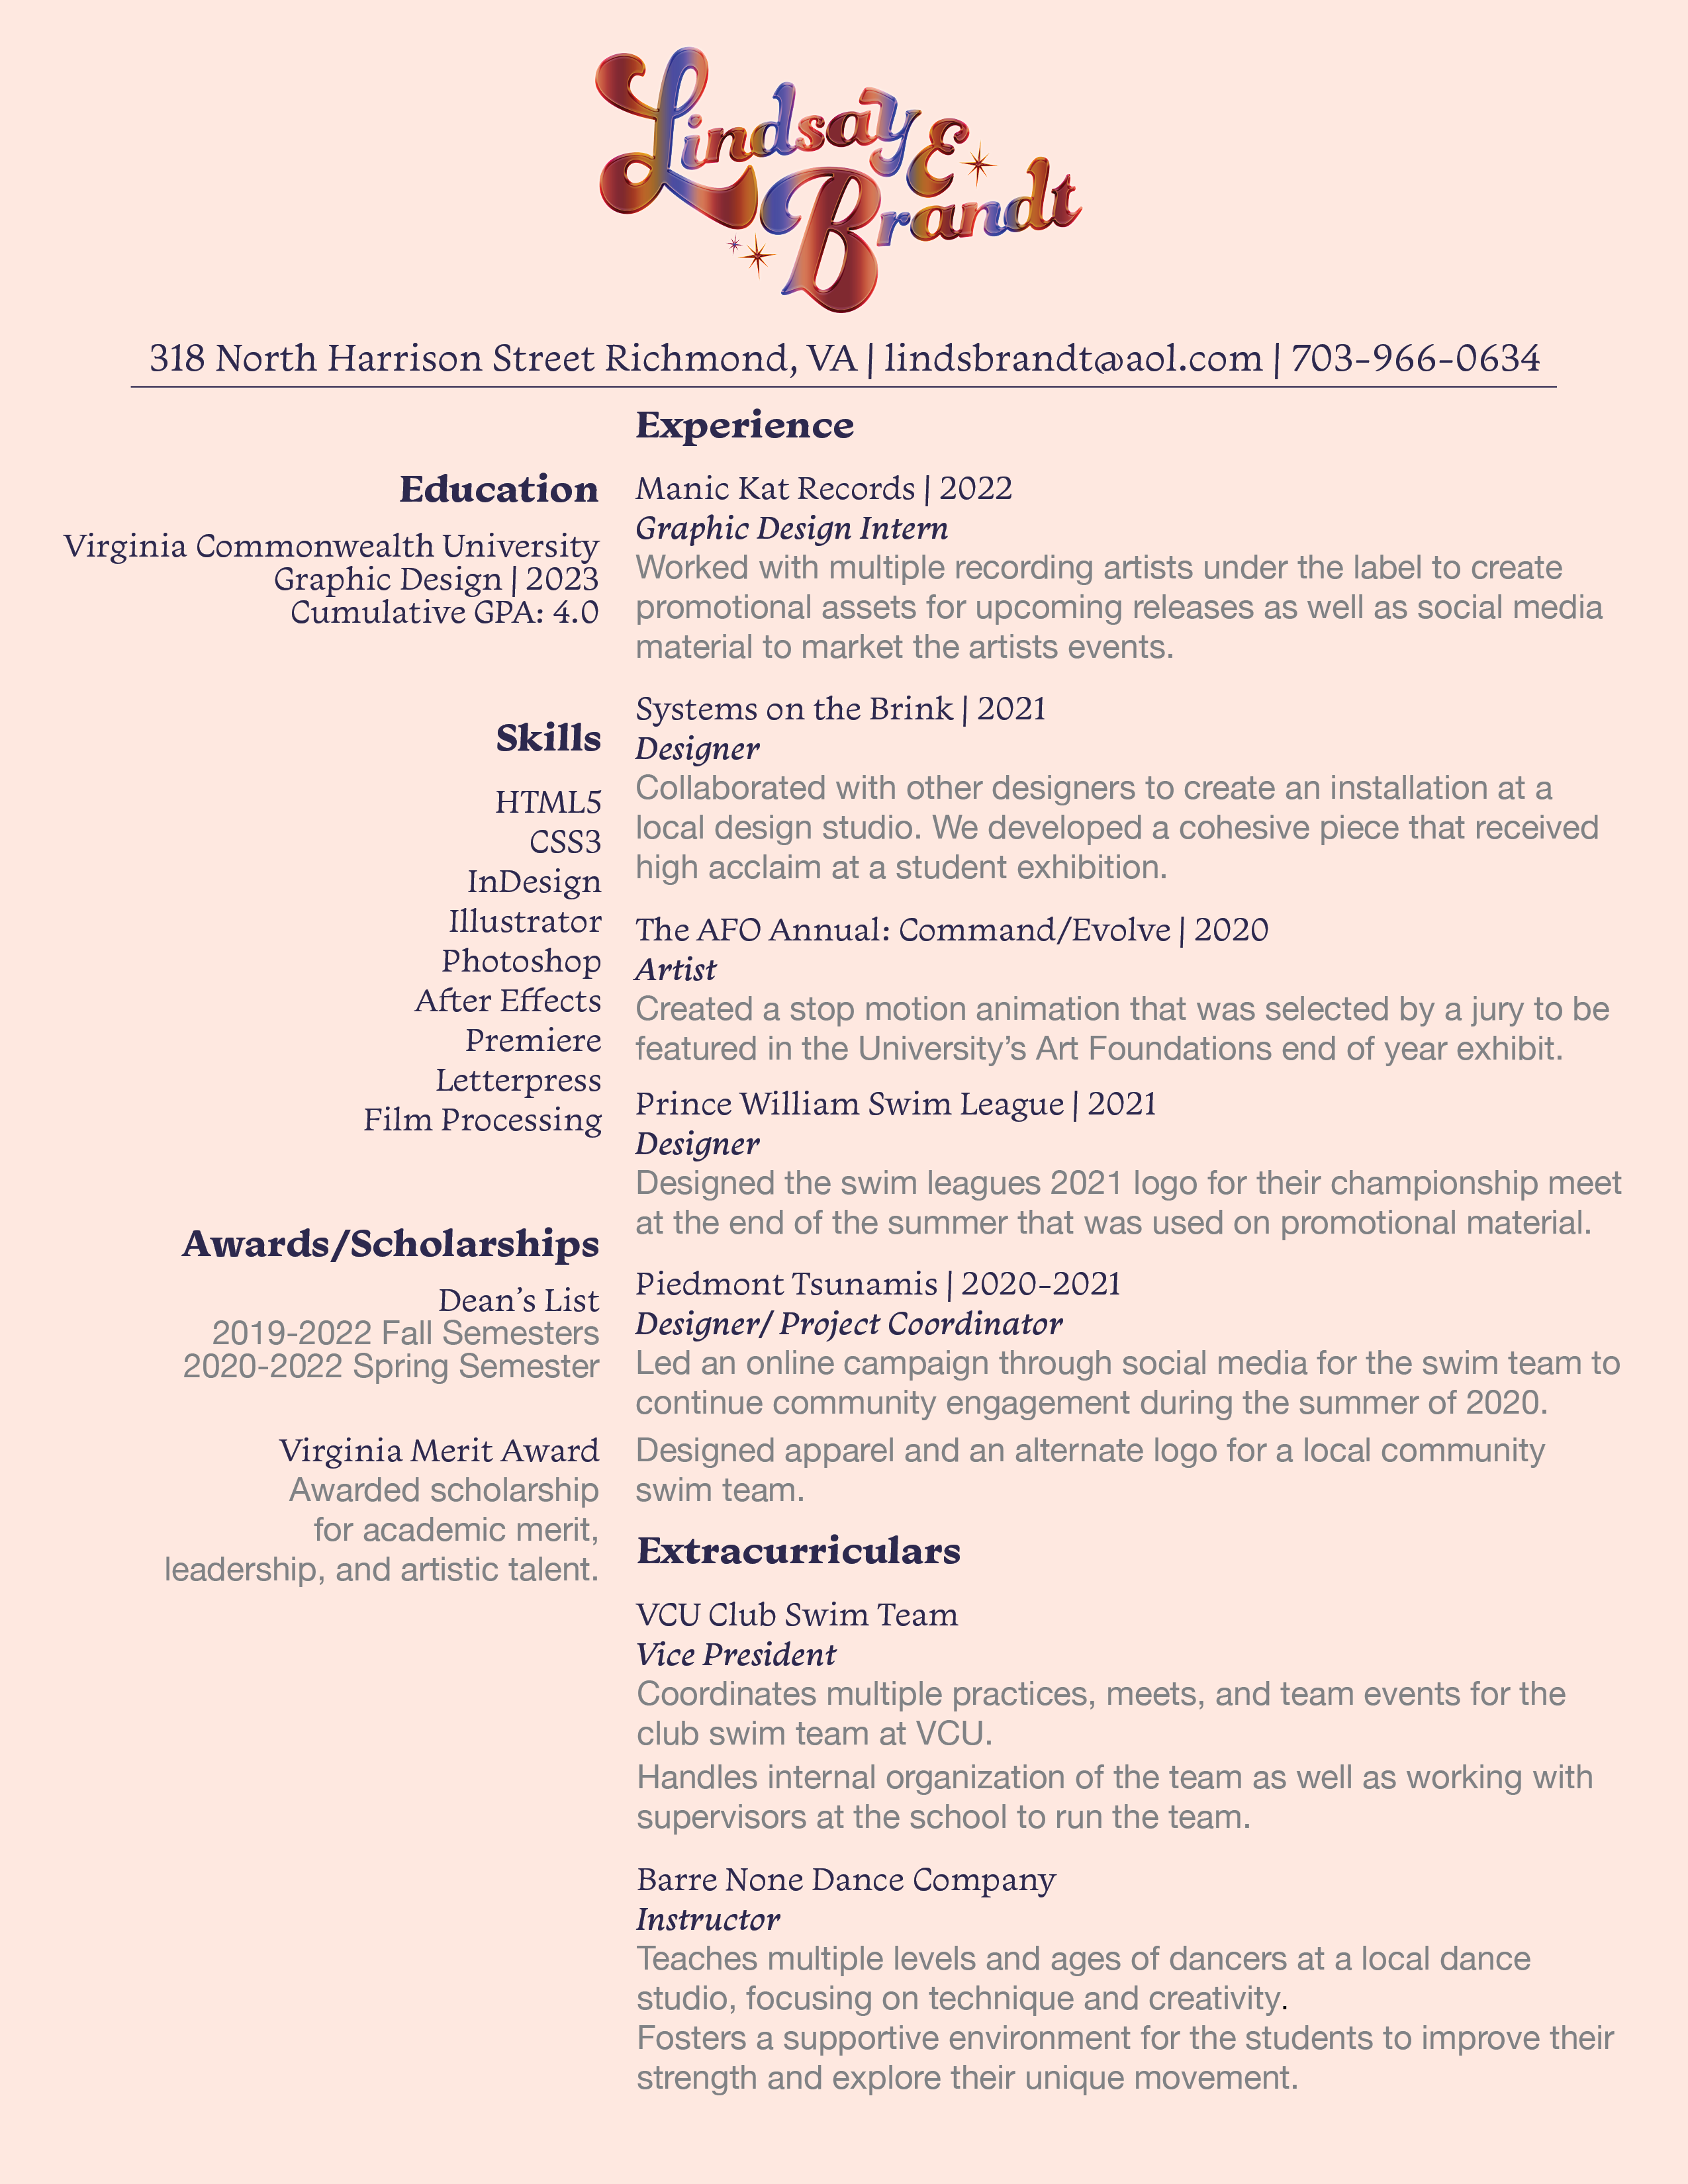 Lindsay E
Brandt
318 North Harrison Street Richmond, VA | lindsbrandt@aol.com | 703-966-0634
Education
Virginia Commonwealth University
Graphic Design | 2023
Cumulative GPA: 4.0
Skills
HTML5
CSS3
InDesign
Illustrator
Photoshop
After Effects
Premiere
Letterpress
Film Processing
Awards/Scholarships
Dean’s List
2019-2022 Fall Semesters
2020-2022 Spring Semester
Virginia Merit Award
Awarded scholarship
for academic merit,
leadership, and artistic talent.
Experience
Manic Kat Records | 2022
Graphic Design Intern
Worked with multiple recording artists under the label to create
promotional assets for upcoming releases as well as social media
material to market the artists events.
Systems on the Brink | 2021
Designer
Collaborated with other designers to create an installation at a
local design studio. We developed a cohesive piece that received
high acclaim at a student exhibition.
The AFO Annual: Command/Evolve | 2020
Artist
Created a stop motion animation that was selected by a jury to be
featured in the University’s Art Foundations end of year exhibit.
Prince William Swim League | 2021
Designer
Designed the swim leagues 2021 logo for their championship meet
at the end of the summer that was used on promotional material.
Piedmont Tsunamis | 2020-2021
Designer/ Project Coordinator
Led an online campaign through social media for the swim team to
continue community engagement during the summer of 2020.
Designed apparel and an alternate logo for a local community
swim team.
Extracurriculars
VCU Club Swim Team
Vice President
Coordinates multiple practices, meets, and team events for the
club swim team at VCU.
Handles internal organization of the team as well as working with
supervisors at the school to run the team.
Barre None Dance Company
Instructor
Teaches multiple levels and ages of dancers at a local dance
studio, focusing on technique and creativity.
Fosters a supportive environment for the students to improve their
strength and explore their unique movement.